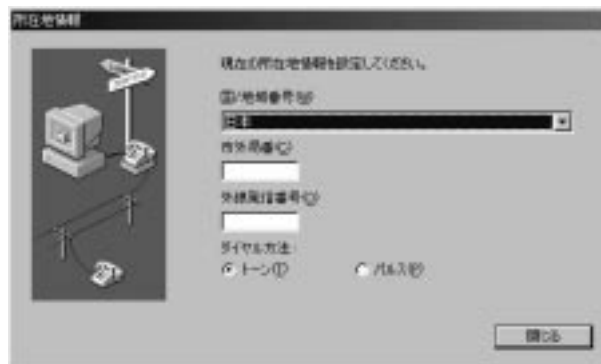 所在地情報
現在の所在地情報を設定してください。
国/地域番号(W)
日本
市外局番(C)
外線発信番号(O)
ダイヤル方法:
トーン(T) パルス(P)
閉じる